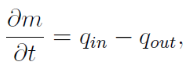 ∂m/∂t = q_in − q_out,